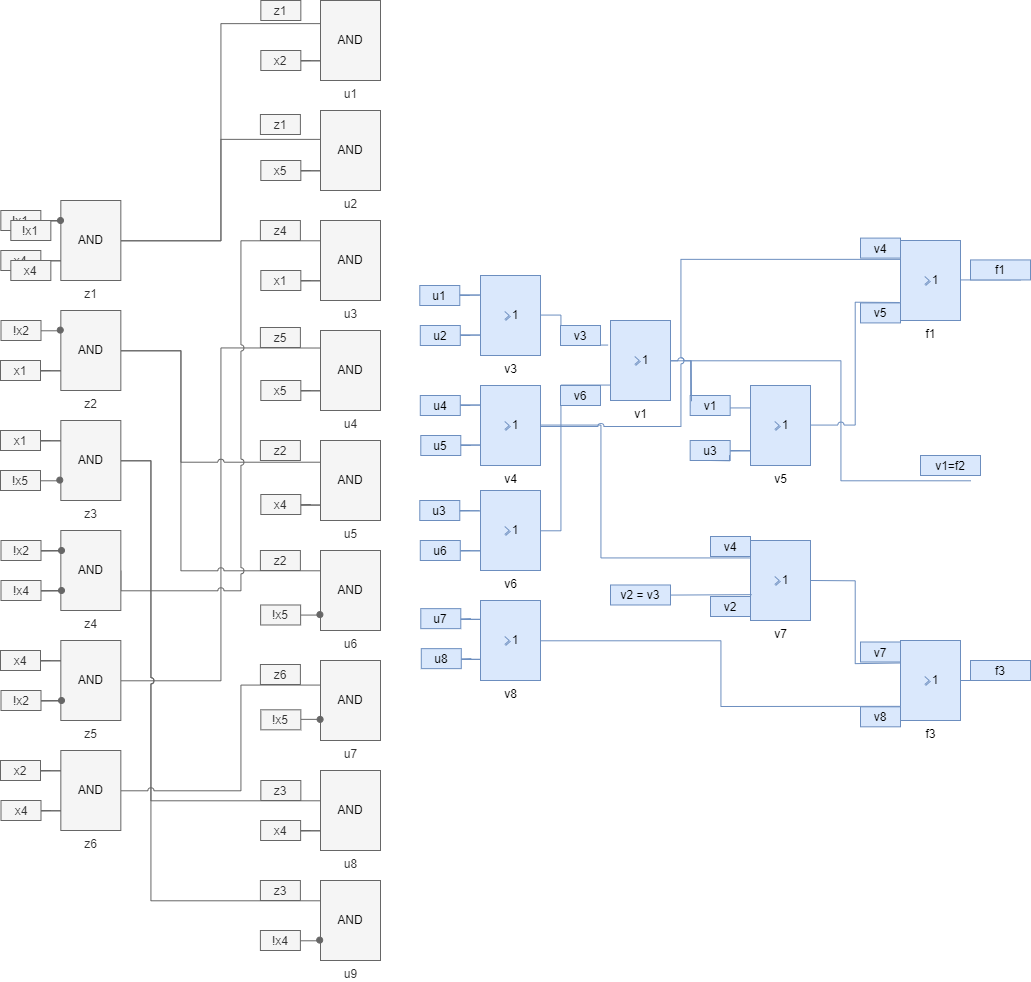 z1
AND
x2
u1
z1
AND
x5
u2
!x1
!x1
AND
x4
x4
z1
z4
AND
x1
u3
!x2
AND
x1
z2
z5
AND
x5
u4
x1
AND
!x5
z3
z2
AND
x4
u5
!x2
AND
!x4
z4
z2
AND
!x5
u6
x4
AND
!x2
z5
z6
AND
!x5
u7
x2
AND
x4
z6
z3
AND
x4
u8
z3
AND
!x4
u9
u1
>1
u2
v3
u4
>1
u5
v4
u3
>1
u6
v6
u7
>1
u8
v8
v3
>1
v6
v1
v1
>1
u3
v5
v4
>1
v5
f1
f1
v1=f2
v4
>1
v2 = v3
v2
v7
v7
>1
v8
f3
f3